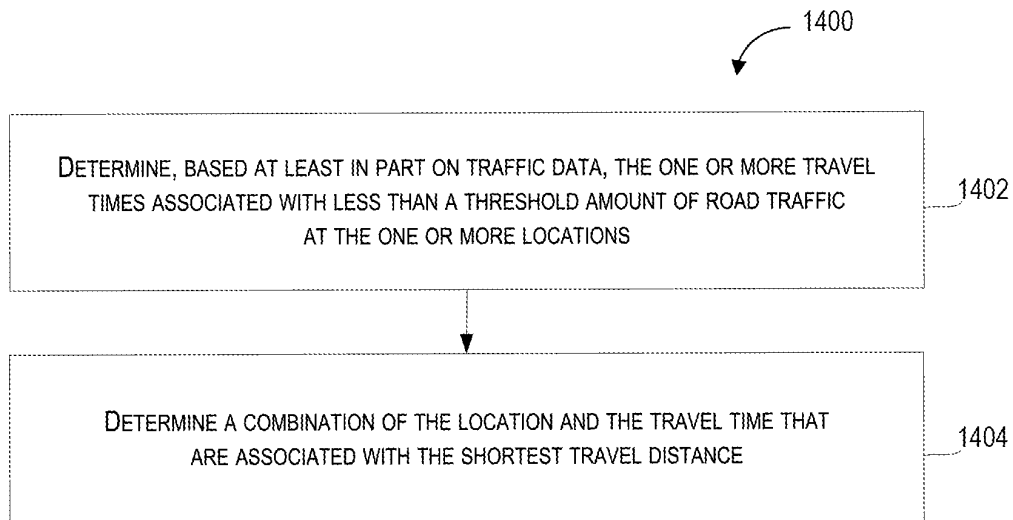 1400
DETERMINE, BASED AT LEAST IN PART ON TRAFFIC DATA, THE ONE OR MORE TRAVEL
TIMES ASSOCIATED WITH LESS THAN A THRESHOLD AMOUNT OF ROAD TRAFFIC
AT THE ONE OR MORE LOCATIONS
1402
DETERMINE A COMBINATION OF THE LOCATION AND THE TRAVEL TIME THAT
ARE ASSOCIATED WITH THE SHORTEST TRAVEL DISTANCE
1404